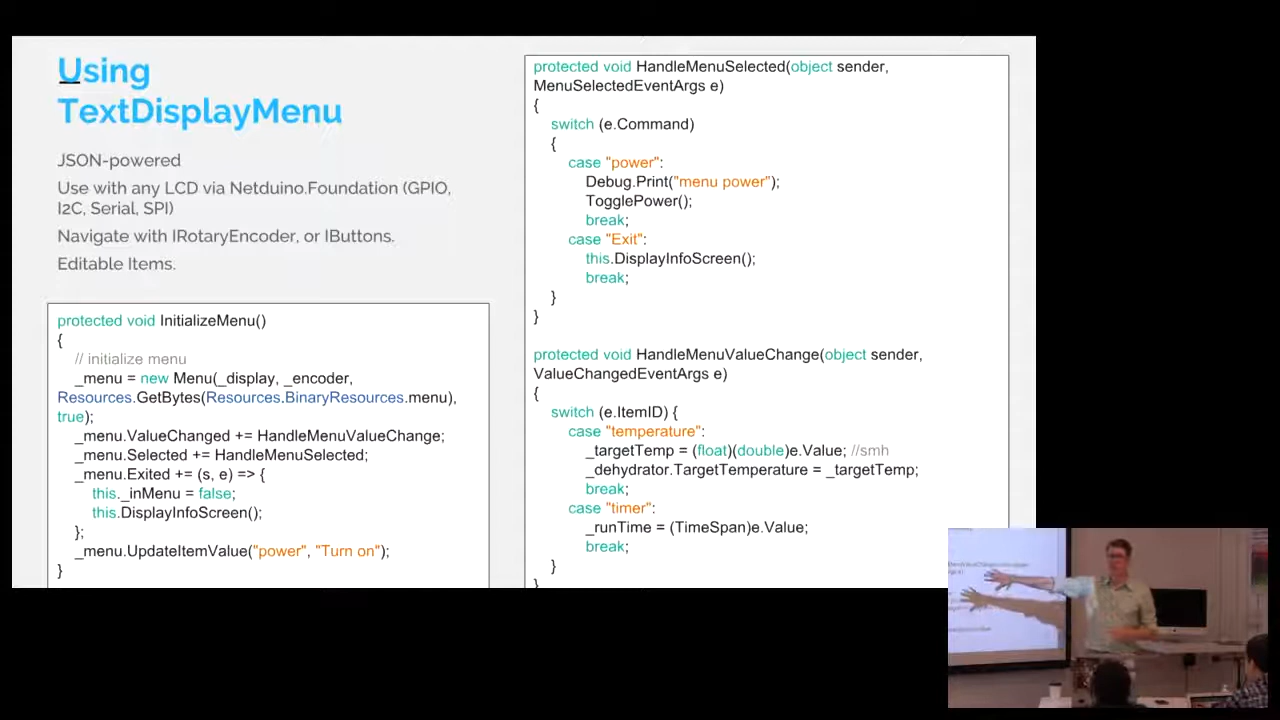 Using
TextDisplayMenu
JSON-powered
Use with any LCD via Netduino.Foundation (GPIO,
I2C, Serial, SPI)
Navigate with IRotaryEncoder, or IButtons.
Editable Items.
protected void InitializeMenu()
{
// initialize menu
_menu = new Menu(_display, _encoder,
Resources.GetBytes(Resources.BinaryResources.menu),
true);
_menu.ValueChanged += HandleMenuValueChange;
_menu.Selected += HandleMenuSelected;
_menu.Exited += (s, e) => {
this._inMenu = false;
this.DisplayInfoScreen();
};
_menu.UpdateItemValue("power", "Turn on");
}
protected void HandleMenuSelected(object sender,
MenuSelectedEventArgs e)
{
switch (e.Command)
{
case "power":
Debug.Print("menu power");
TogglePower();
break;
case "Exit":
this.DisplayInfoScreen();
break;
}
}
protected void HandleMenuValueChange(object sender,
ValueChangedEventArgs e)
{
switch (e.ItemID) {
case "temperature":
_targetTemp = (float)(double)e.Value; //smh
_dehydrator.TargetTemperature = _targetTemp;
break;
case "timer":
_runTime = (TimeSpan)e.Value;
break;
}
}